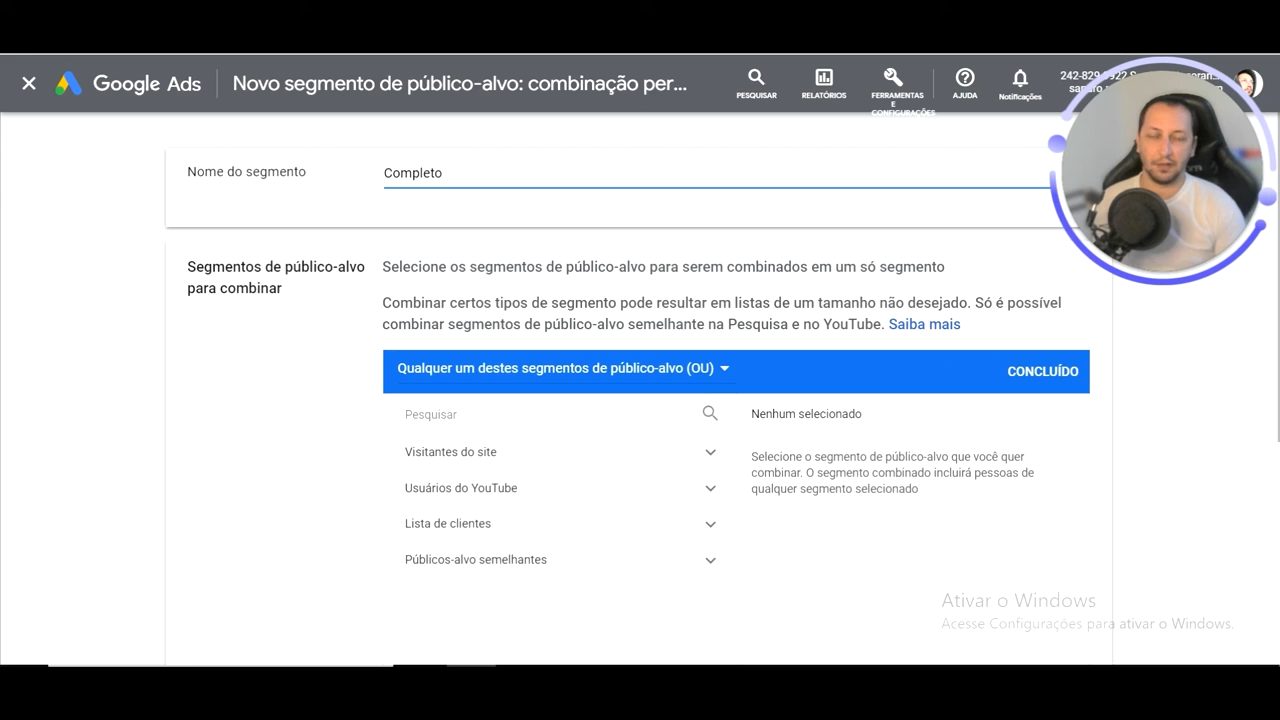 Google Ads
Novo segmento de público-alvo: combinação per...
PESQUISAR
RELATÓRIOS
FERRAMENTAS
E
CONFIGURAÇÕES
AJUDA
Notificações
Nome do segmento
Completo
Segmentos de público-alvo
para combinar
Selecione os segmentos de público-alvo para serem combinados em um só segmento
Combinar certos tipos de segmento pode resultar em listas de um tamanho não desejado. Só é possível
combinar segmentos de público-alvo semelhante na Pesquisa e no YouTube. Saiba mais
Qualquer um destes segmentos de público-alvo (OU)
CONCLUÍDO
Pesquisar
Nenhum selecionado
Visitantes do site
Selecione o segmento de público-alvo que você quer
combinar. O segmento combinado incluirá pessoas de
qualquer segmento selecionado
Usuários do YouTube
Lista de clientes
Públicos-alvo semelhantes
Ativar o Windows
Acesse Configurações para ativar o Windows.